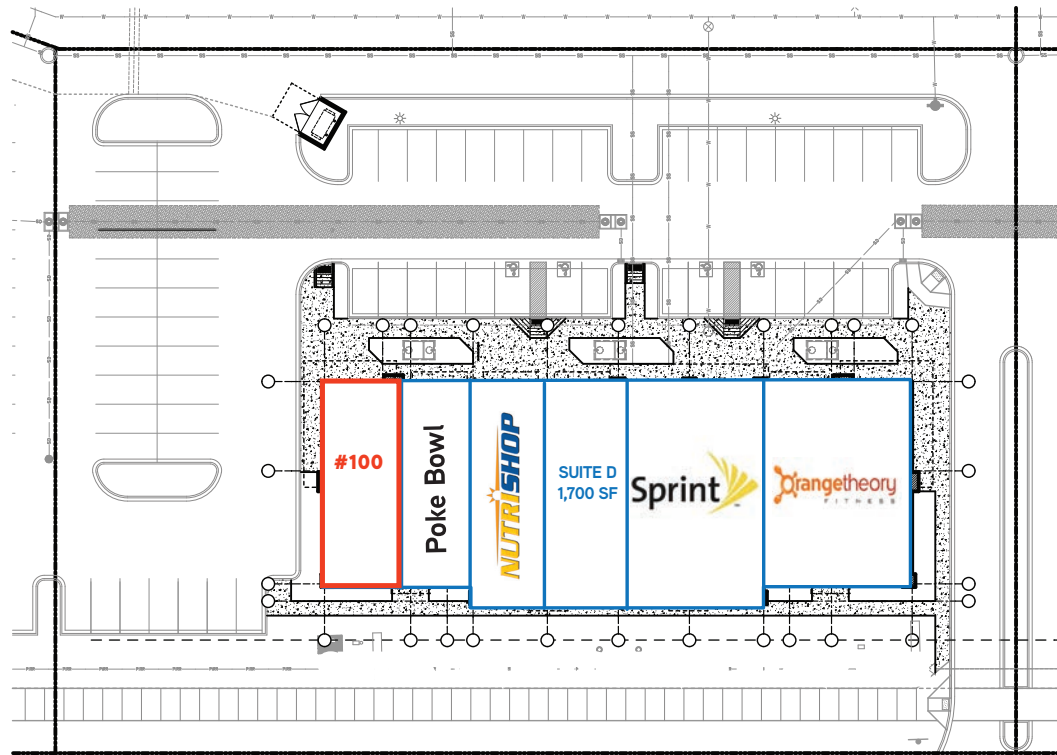 #100
Poke Bowl
NUTRISHOP
SUITE D
1,700 SF
Sprint
Orangetheory
FITNESS